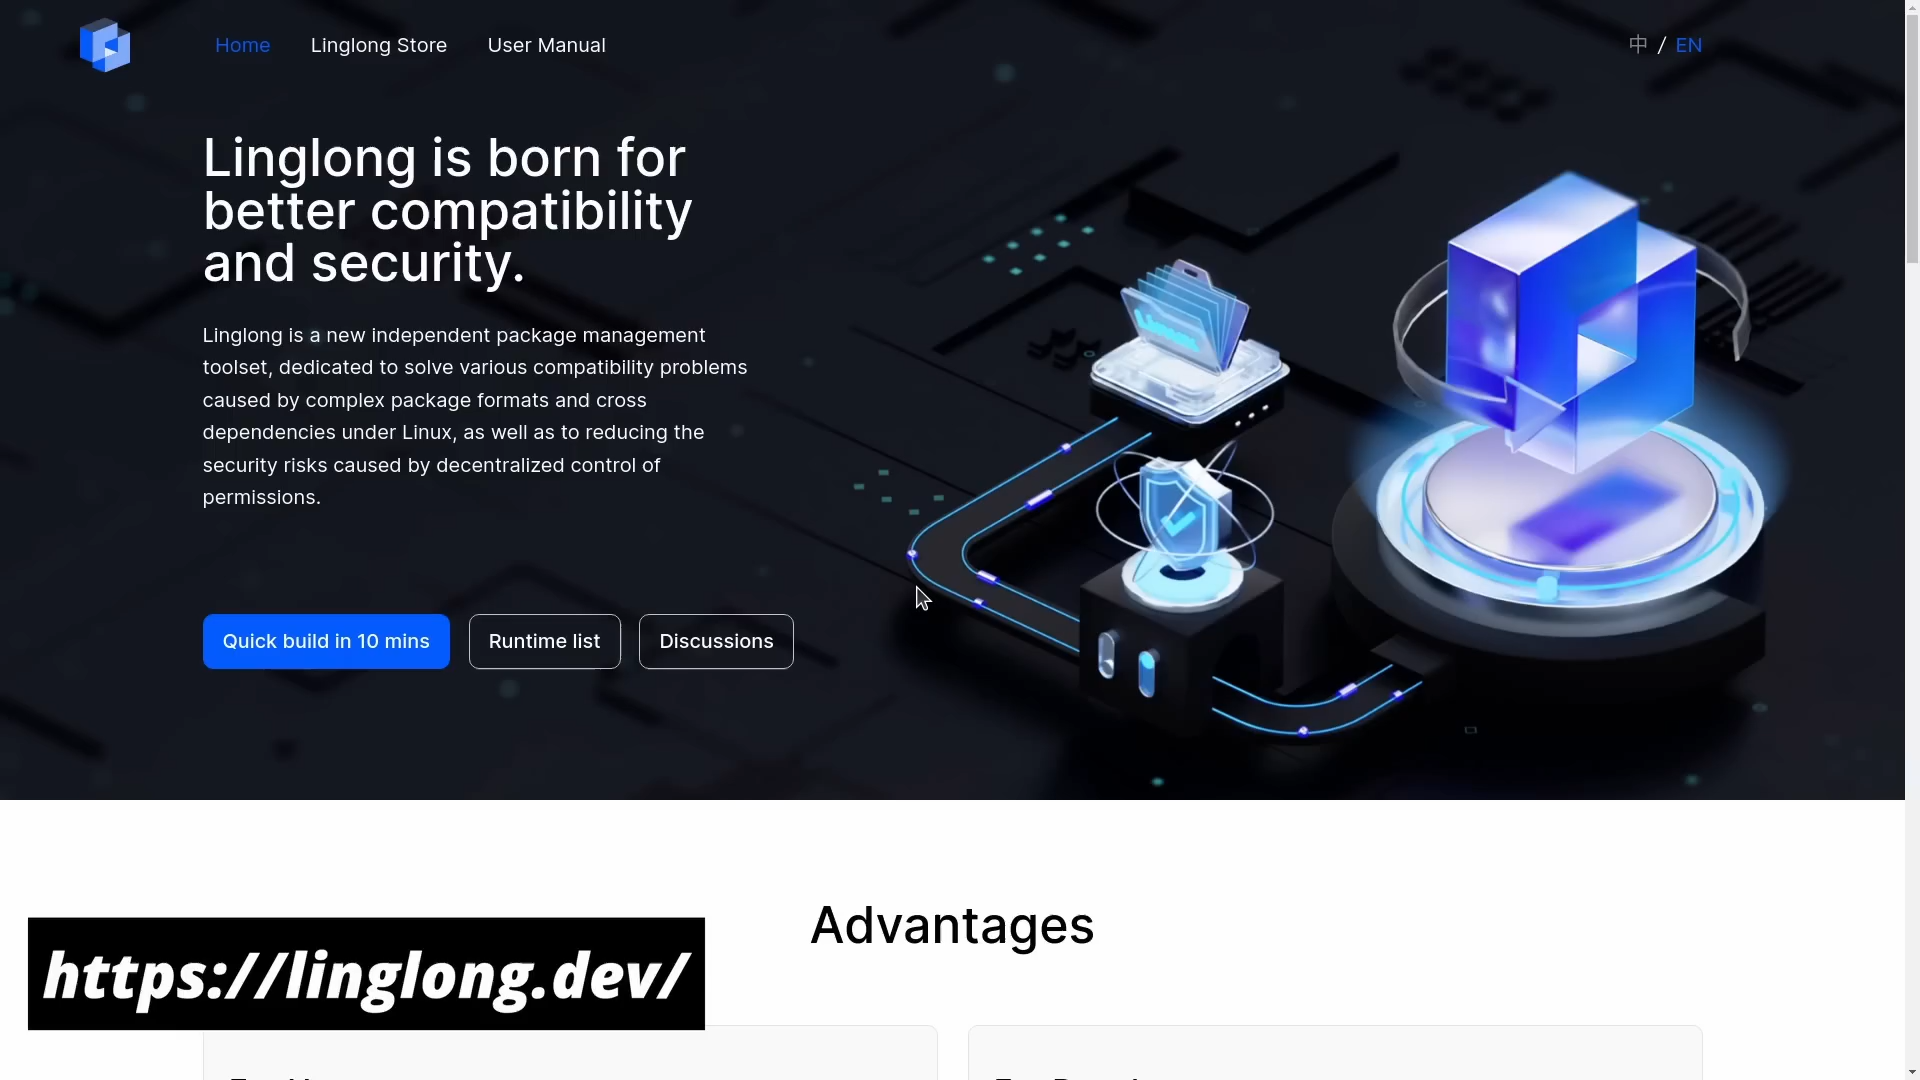 Home
Linglong Store
User Manual
中 / EN
Linglong is born for
better compatibility
and security.
Linglong is a new independent package management
toolset, dedicated to solve various compatibility problems
caused by complex package formats and cross
dependencies under Linux, as well as to reducing the
security risks caused by decentralized control of
permissions.
Quick build in 10 mins
Runtime list
Discussions
Advantages
https://linglong.dev/